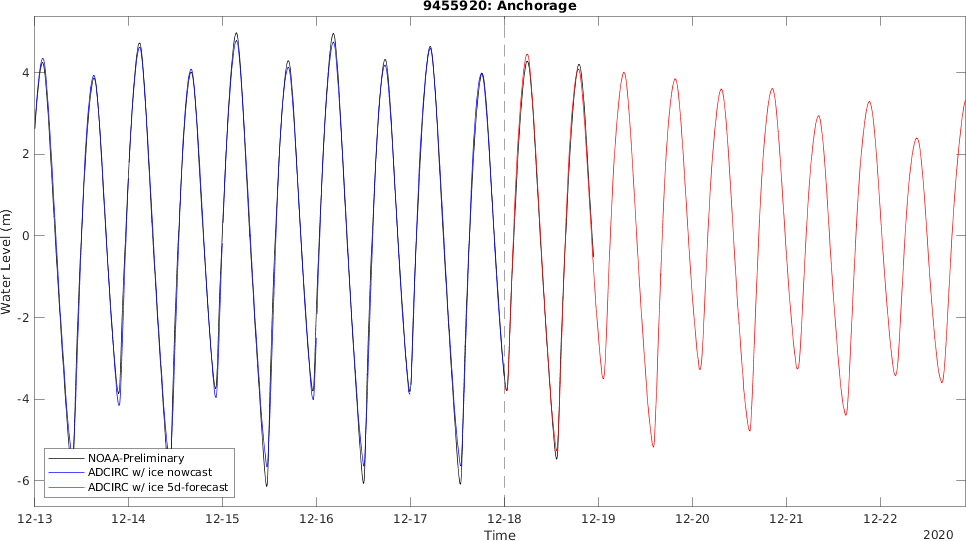 9455920: Anchorage
4
2
0
-2
-4
-6
Water Level (m)
NOAA-Preliminary
ADCIRC w/ ice nowcast
ADCIRC w/ ice 5d-forecast
12-13 12-14 12-15 12-16 12-17 12-18 12-19 12-20 12-21 12-22
Time
2020